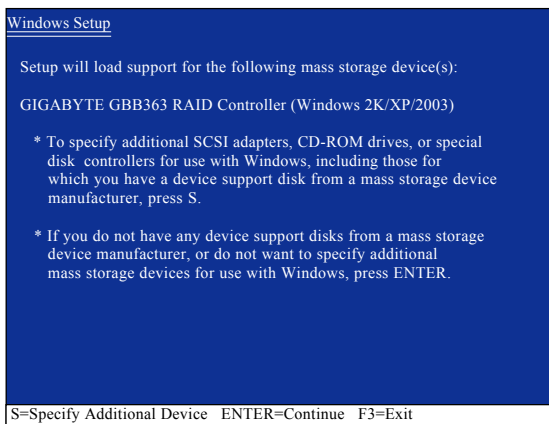 Windows Setup
Setup will load support for the following mass storage device(s):
GIGABYTE GBB363 RAID Controller (Windows 2K/XP/2003)
* To specify additional SCSI adapters, CD-ROM drives, or special
disk controllers for use with Windows, including those for
which you have a device support disk from a mass storage device
manufacturer, press S.
* If you do not have any device support disks from a mass storage
device manufacturer, or do not want to specify additional
mass storage devices for use with Windows, press ENTER.
S=Specify Additional Device ENTER=Continue F3=Exit